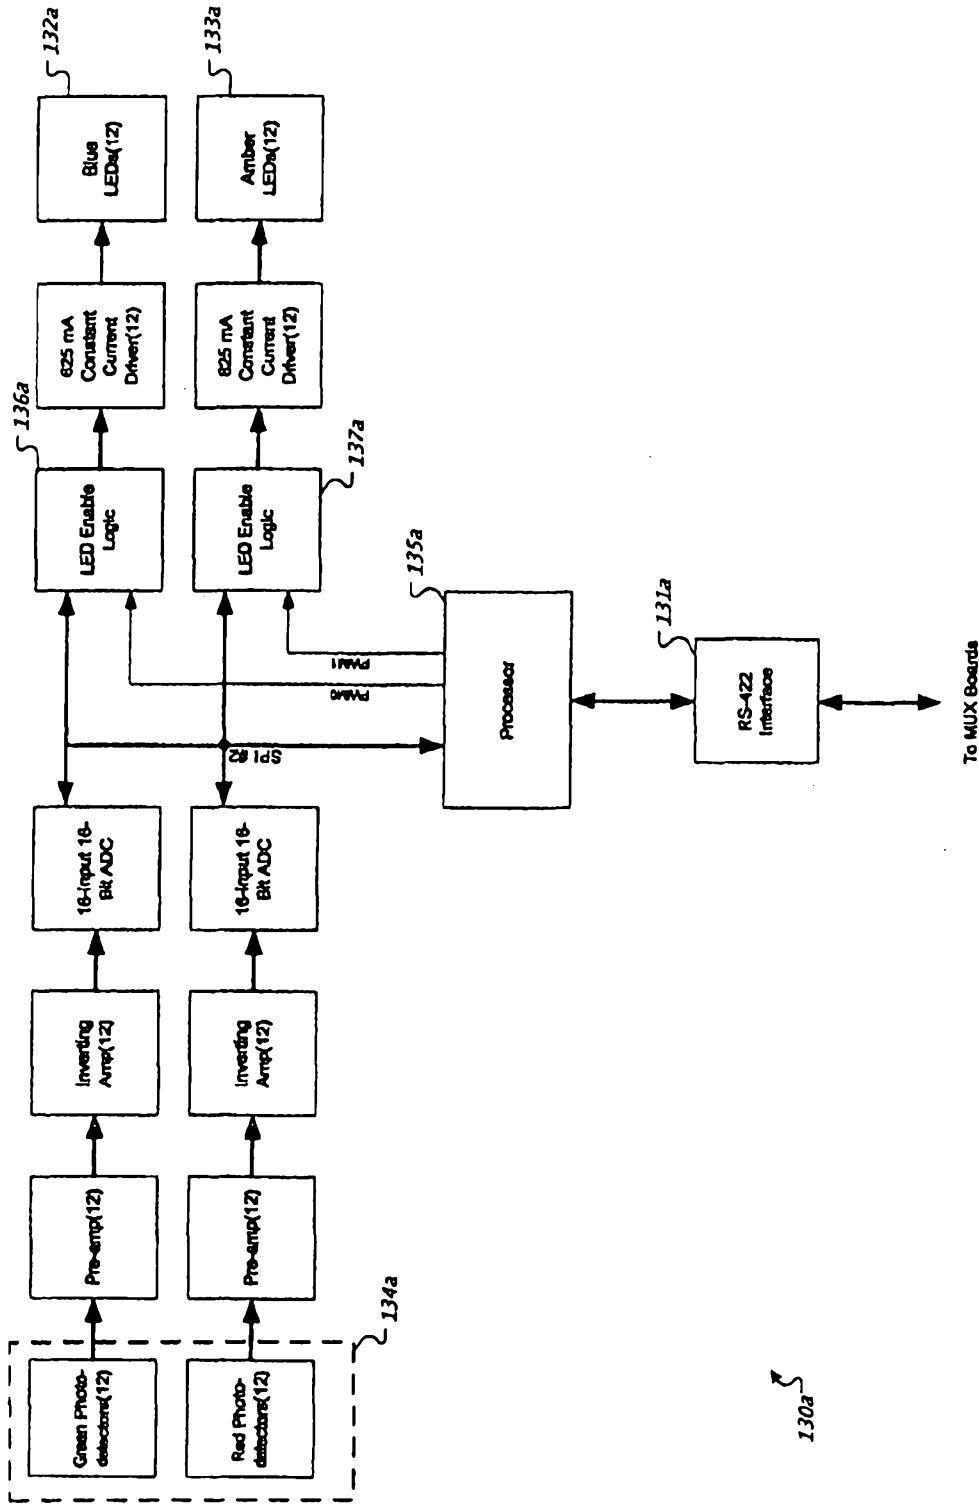 Green Photo-
detectors(12)
Pre-amp(12)
Inverting
Amp(12)
16-Input 16-
Bit ADC
LED Enable
Logic
136a
625 mA
Constant
Current
Driver(12)
Blue
LEDs(12)
132a
Red Photo-
detectors(12)
134a
Pre-amp(12)
Inverting
Amp(12)
16-Input 16-
Bit ADC
LED Enable
Logic
137a
825 mA
Constant
Current
Driver(12)
Amber
LEDs(12)
133a
SPI #2
PWM0
PWM1
Processor
135a
RS-422
Interface
131a
To MUX Boards
130a